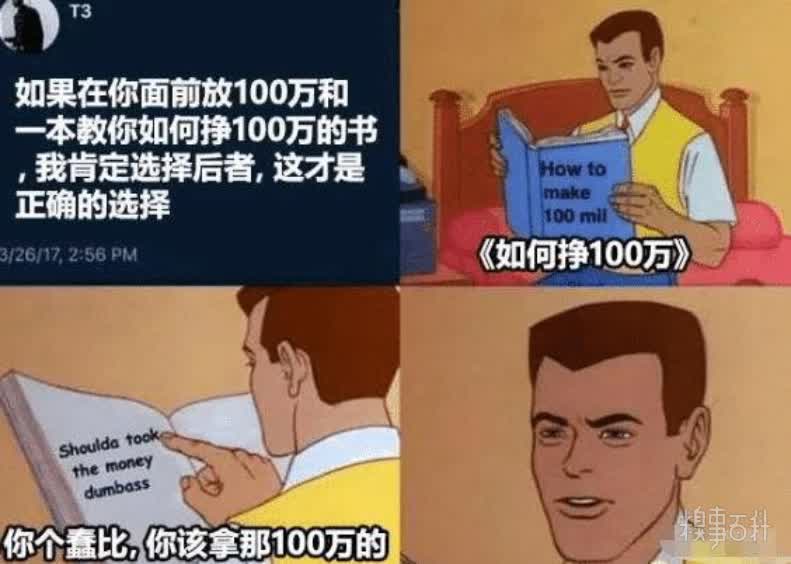 T3
如果在你面前放100万和
一本教你如何挣100万的书
,我肯定选择后者,这才是
正确的选择
3/26/17, 2:56 PM
How to
make
100 mil
《如何挣100万》
Shoulda took
the money
dumbass
你个蠢比,你该拿那100万的
糗事百科